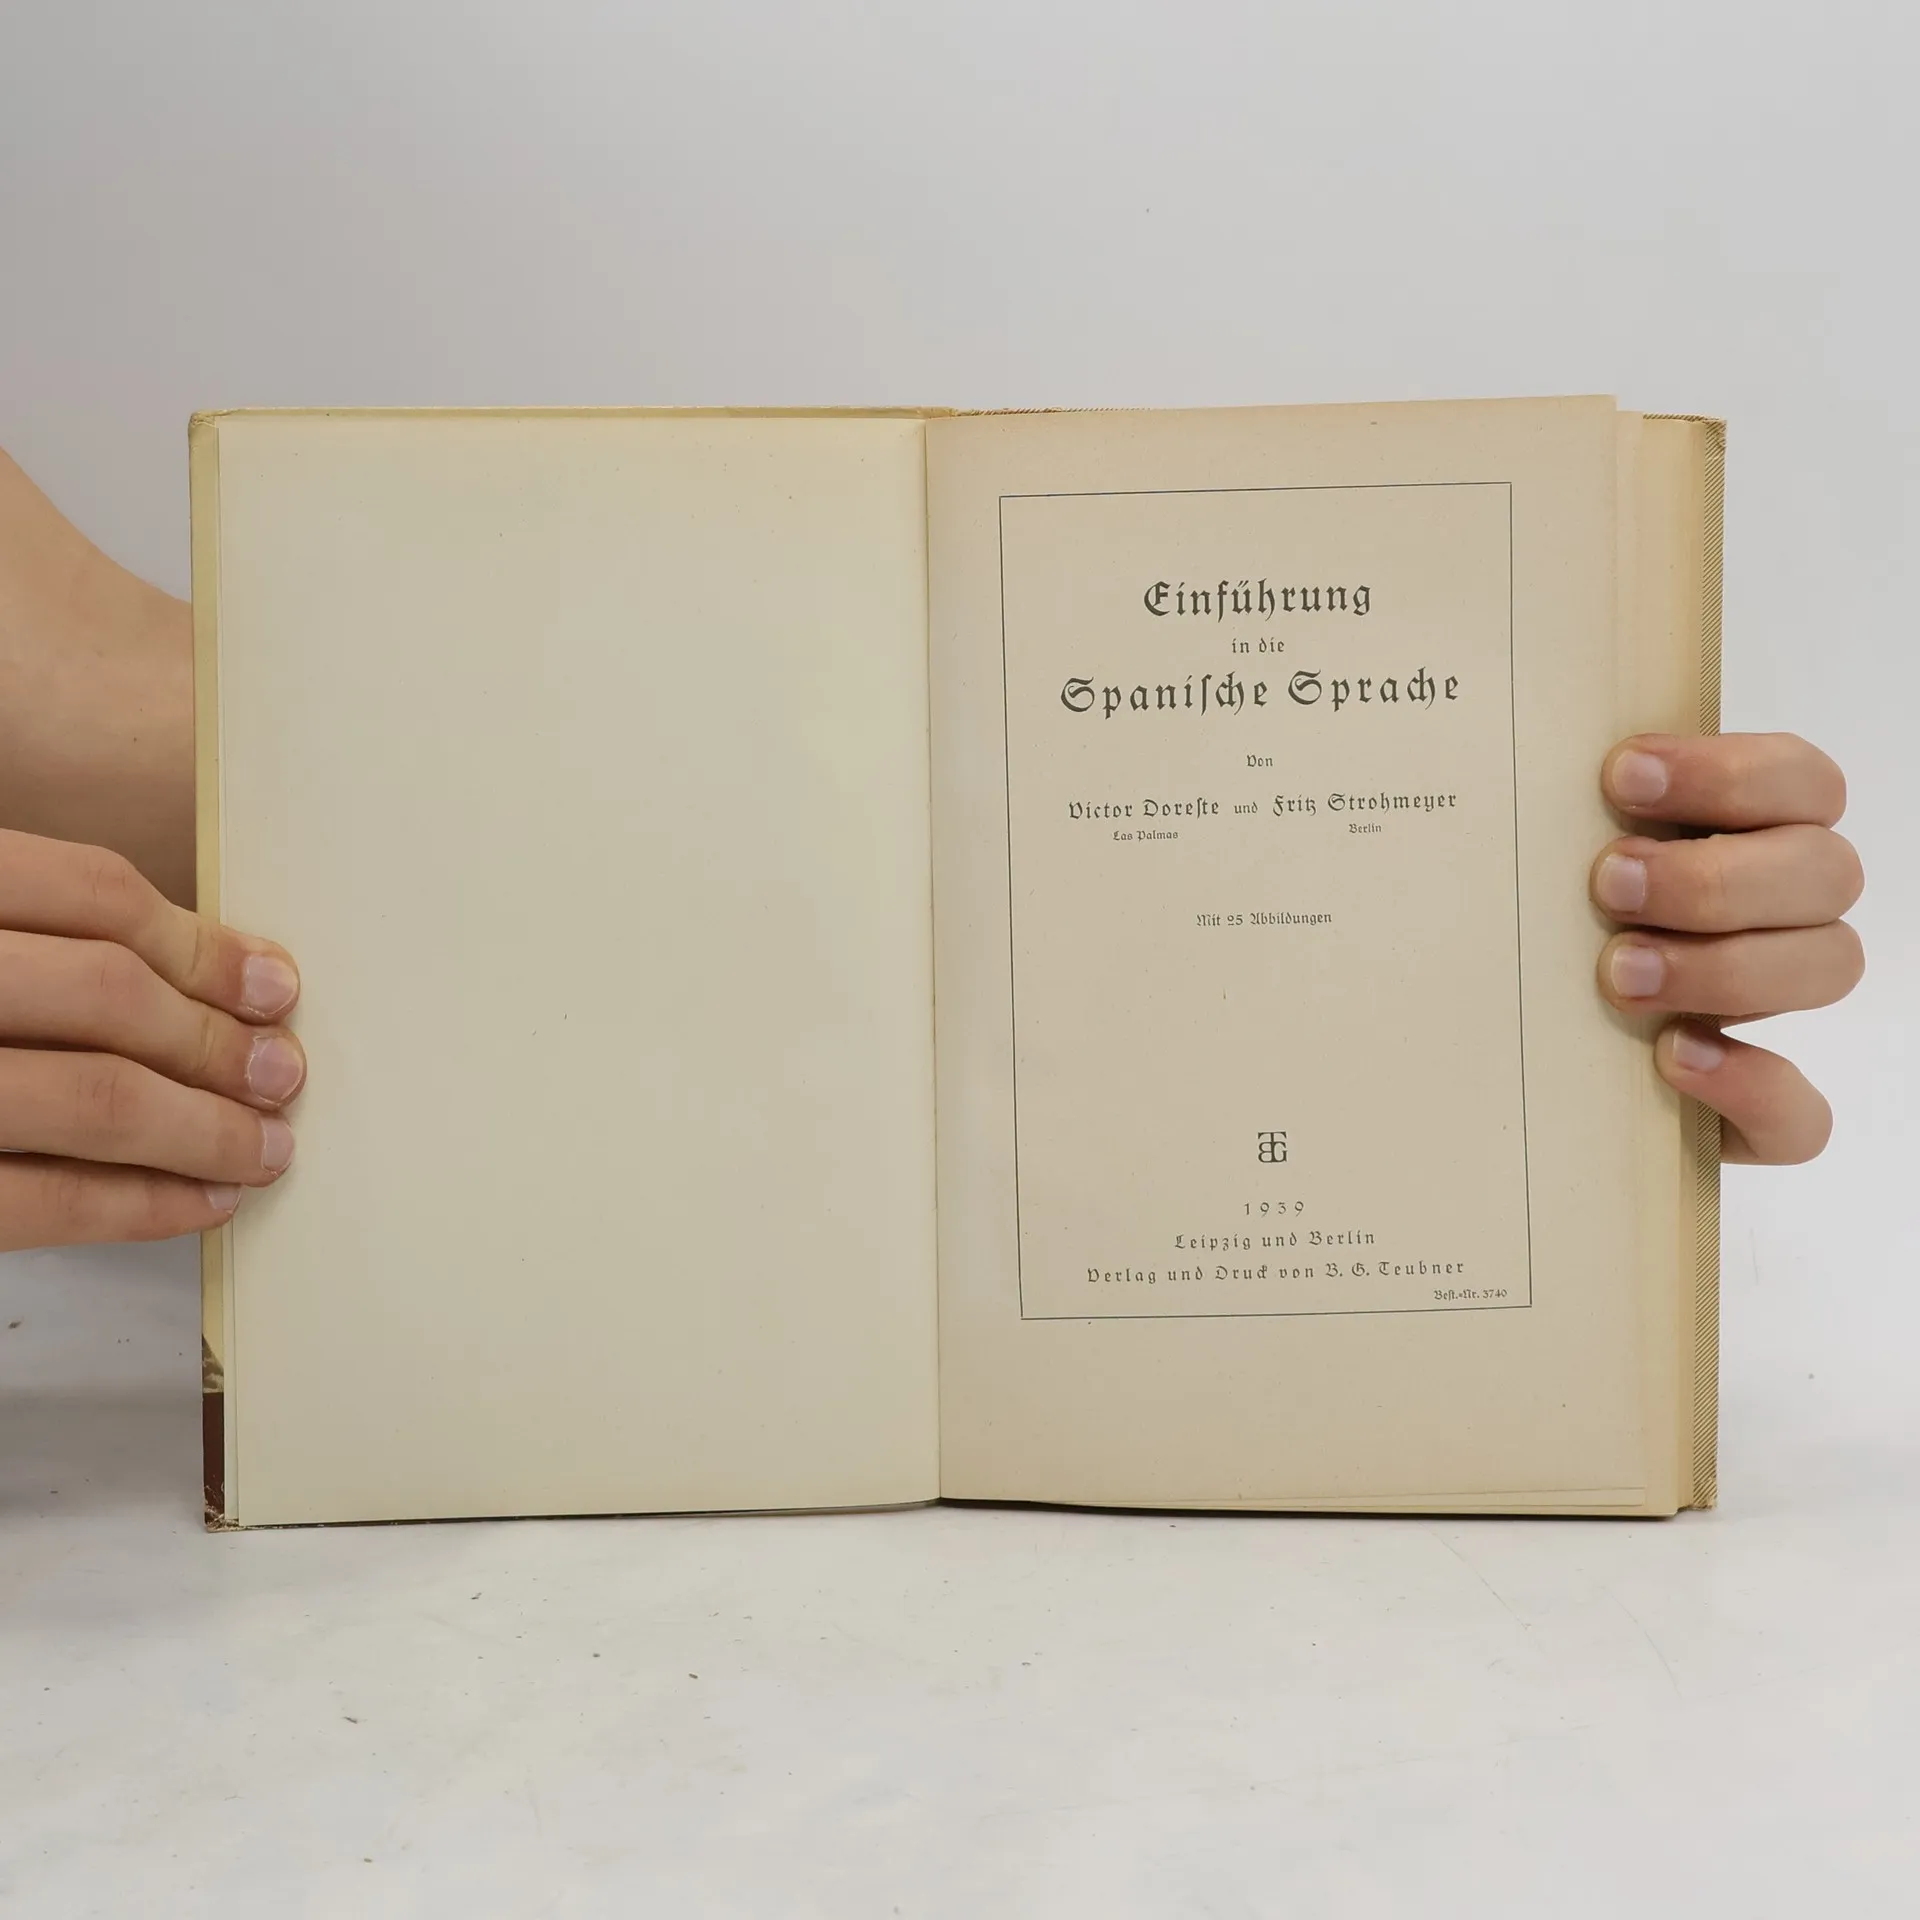 Einführung
in die
Spaniſche Sprache
Von
Victor Doreſte und Fritz Strohmeyer
Las Palmas Berlin
Mit 25 Abbildungen
BTG
1939
Leipzig und Berlin
Verlag und Druck von B. G. Teubner
Beſt.-Nr. 3740